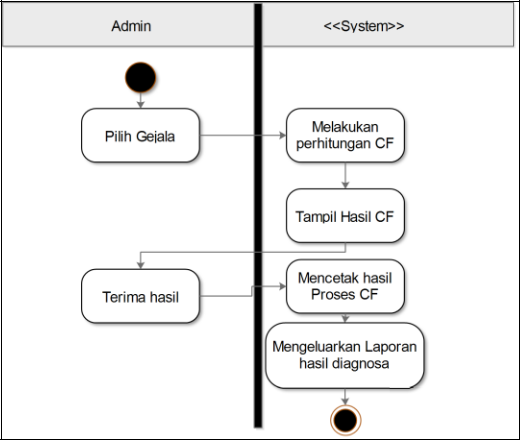 Admin
<<System>>
Pilih Gejala
Melakukan
perhitungan CF
Tampil Hasil CF
Terima hasil
Mencetak hasil
Proses CF
Mengeluarkan Laporan
hasil diagnosa